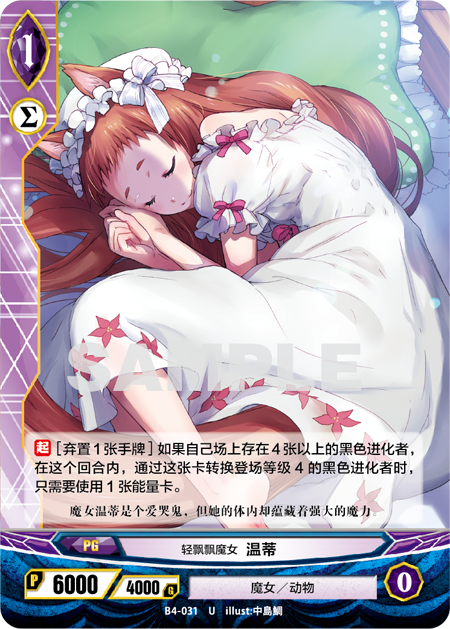 1
Σ
SAMPLE
起 [弃置1张手牌] 如果自己场上存在4张以上的黑色进化者，
在这个回合内，通过这张卡转换登场等级 4 的黑色进化者时，
只需要使用1张能量卡。
魔女温蒂是个爱哭鬼，但她的体内却蕴藏着强大的魔力。
PG 轻飘飘魔女 温蒂
P 6000 4000 G 魔女／动物 0
B4-031 U illust:中島鯛